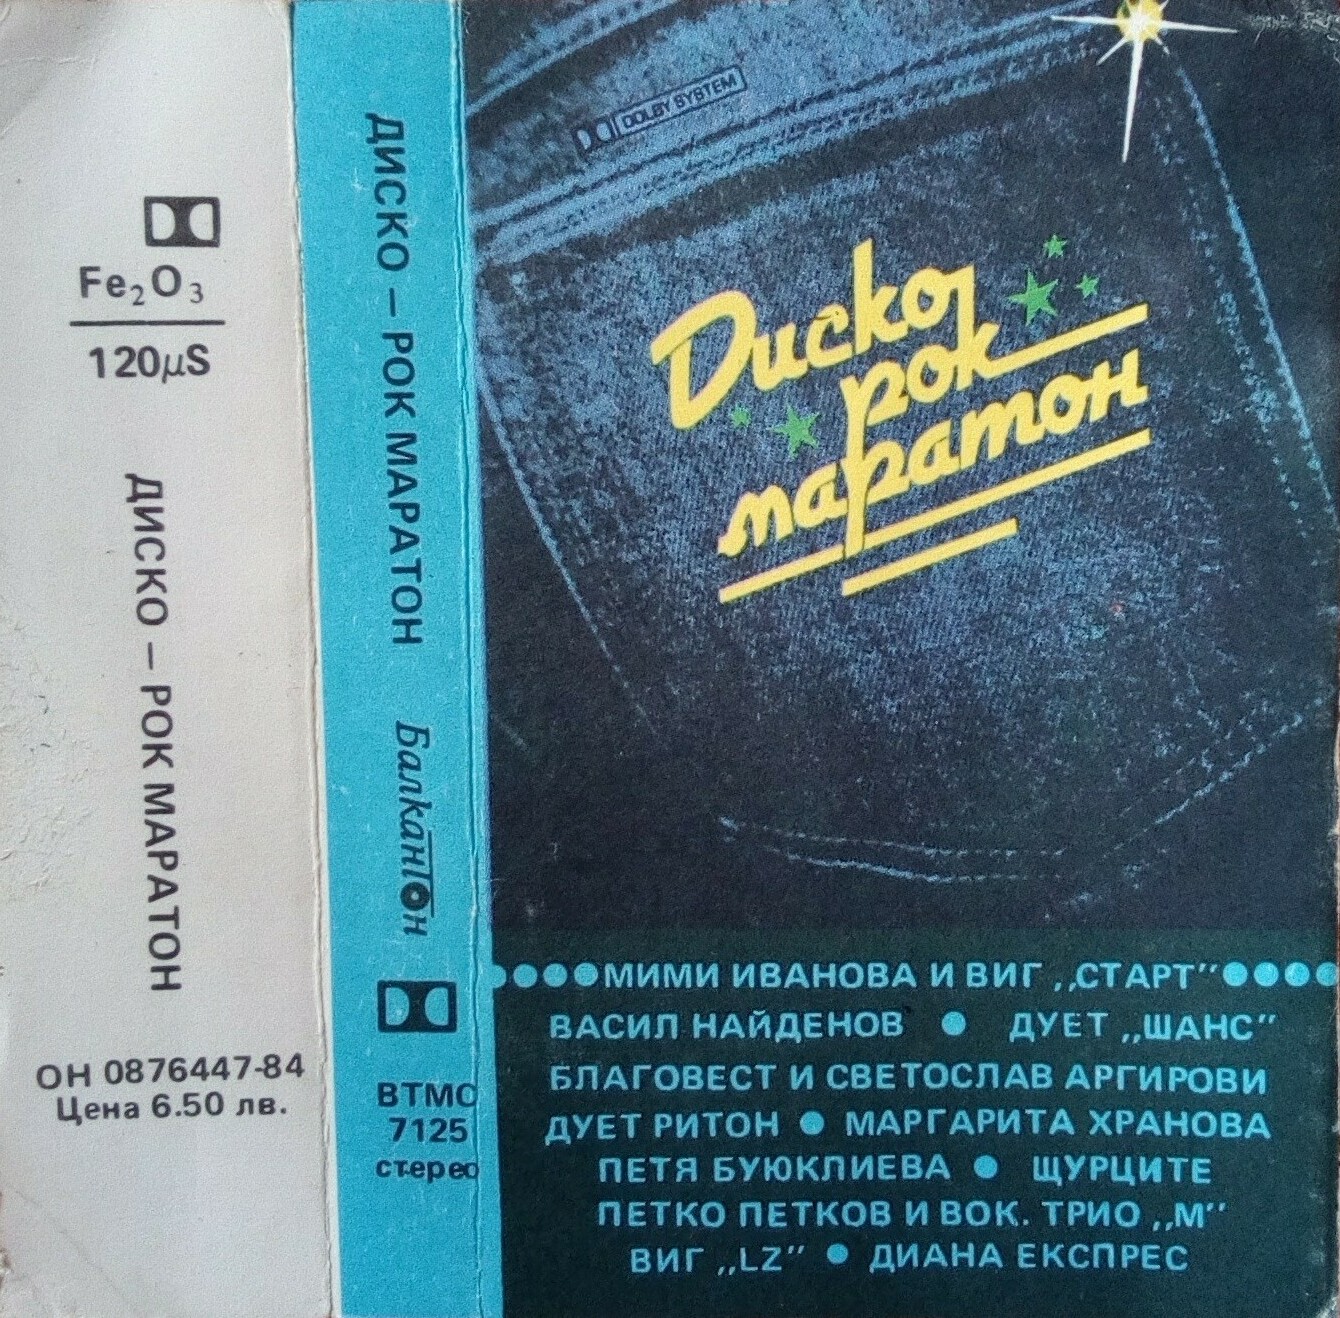 Fe2O3
120µS
ДИСКО – РОК МАРАТОН
ОН 0876447-84
Цена 6.50 лв.
ДИСКО – РОК МАРАТОН
Балкантон
ВТМС
7125
стерео
DOLBY SYSTEM
Диско
рок
маратон
МИМИ ИВАНОВА И ВИГ „СТАРТ”
ВАСИЛ НАЙДЕНОВ ● ДУЕТ „ШАНС”
БЛАГОВЕСТ И СВЕТОСЛАВ АРГИРОВИ
ДУЕТ РИТОН ● МАРГАРИТА ХРАНОВА
ПЕТЯ БУЮКЛИЕВА ● ЩУРЦИТЕ
ПЕТКО ПЕТКОВ И ВОК. ТРИО „М”
ВИГ „LZ” ● ДИАНА ЕКСПРЕС